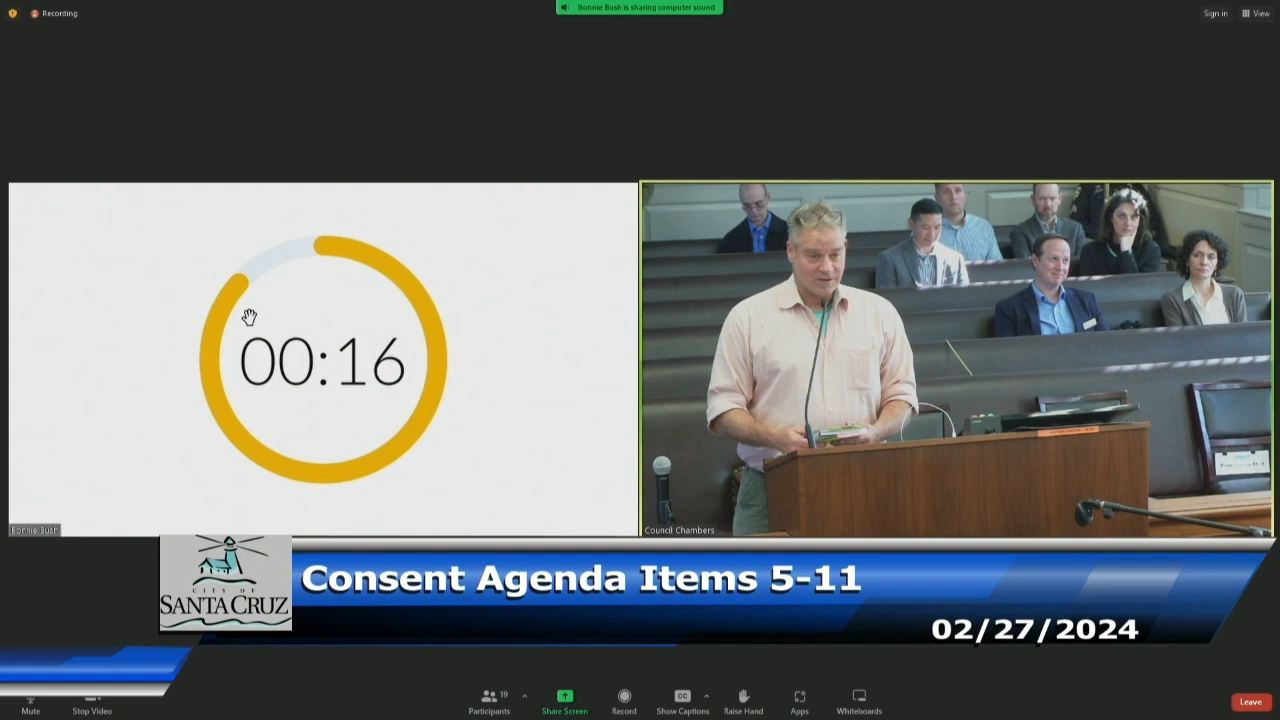 Recording
Bonnie Bush is sharing computer sound
Sign in
View
00:16
Bonnie Bush
Council Chambers
CITY OF
SANTA CRUZ
Consent Agenda Items 5-11
02/27/2024
Mute
Stop Video
Participants
19
Share Screen
CC
Record
Show Captions
Raise Hand
Apps
Whiteboards
Leave